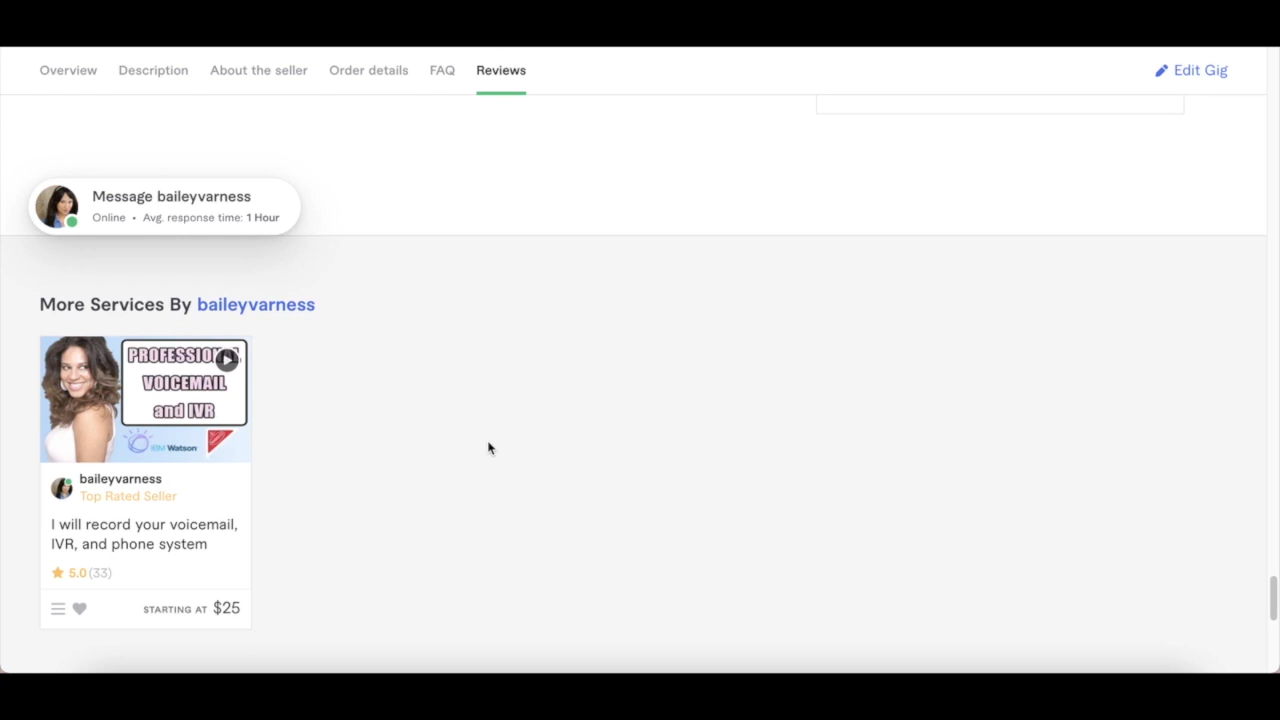 Overview Description About the seller Order details FAQ Reviews Edit Gig
Message baileyvarness
Online • Avg. response time: 1 Hour
More Services By baileyvarness
VOICEMAIL
and IVR
IBM Watson
baileyvarness
Top Rated Seller
I will record your voicemail,
IVR, and phone system
5.0 (33)
STARTING AT $25